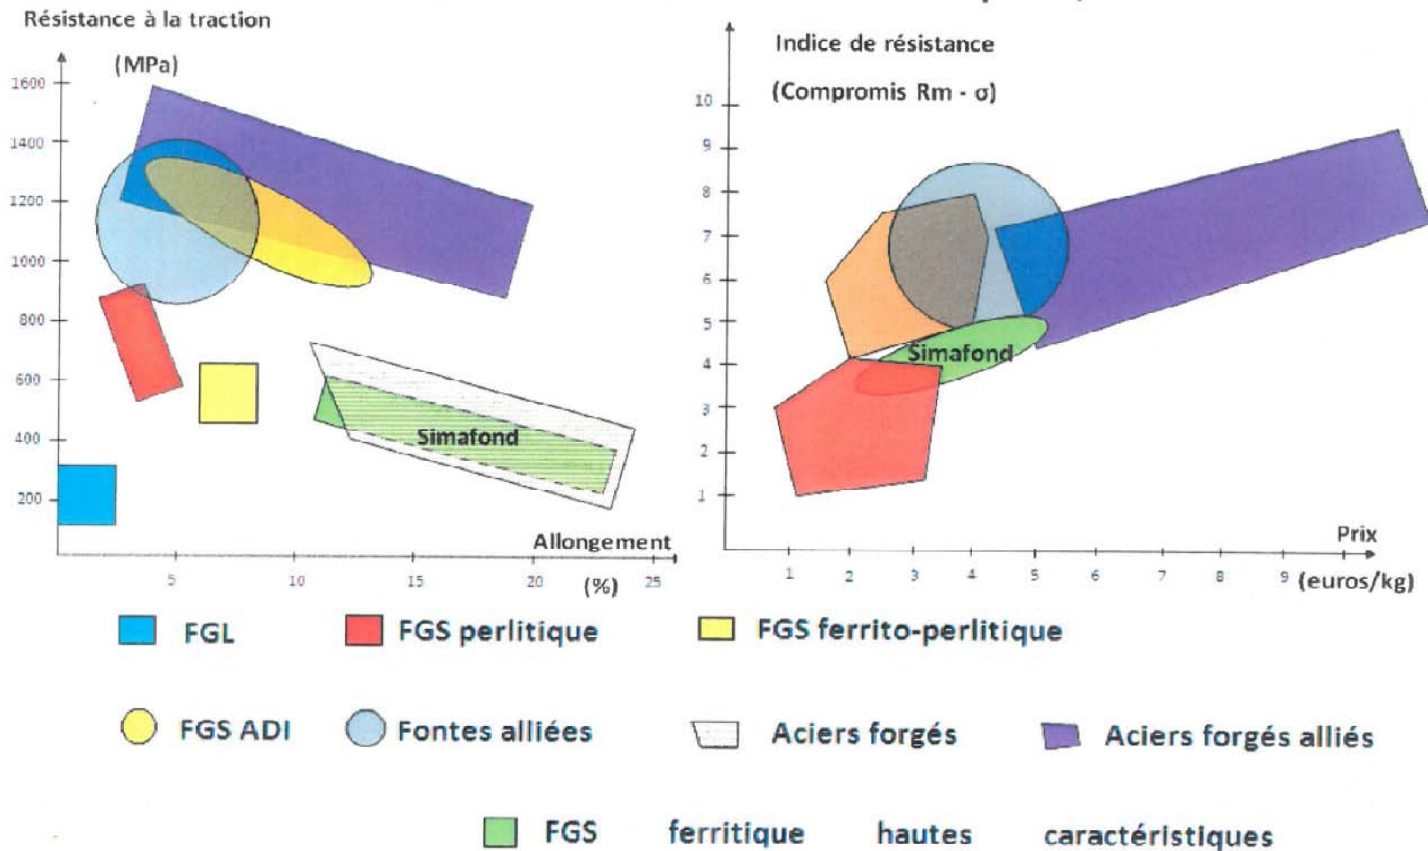 Résistance à la traction
(MPa)
1600
1400
1200
1000
800
600
400
200
Simafond
Allongement
5
10
15
20
25
(%)
Indice de résistance
(Compromis Rm - σ)
10
9
8
7
6
5
4
3
2
1
Simafond
Prix
1
2
3
4
5
6
7
8
9
(euros/kg)
FGL
FGS perlitique
FGS ferrito-perlitique
FGS ADI
Fontes alliées
Aciers forgés
Aciers forgés alliés
FGS ferritique hautes caractéristiques